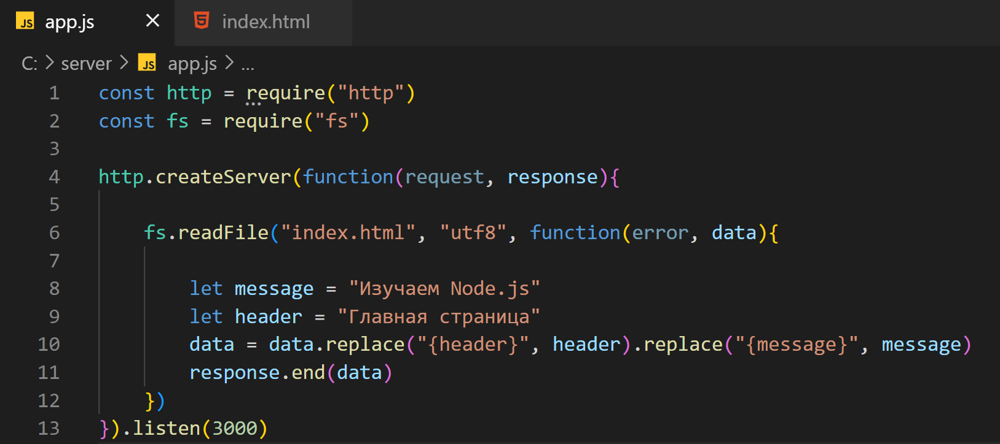 JS app.js × index.html
C: > server > JS app.js > ...
1 const http = require("http")
2 const fs = require("fs")
3
4 http.createServer(function(request, response){
5
6 fs.readFile("index.html", "utf8", function(error, data){
7
8 let message = "Изучаем Node.js"
9 let header = "Главная страница"
10 data = data.replace("{header}", header).replace("{message}", message)
11 response.end(data)
12 })
13 }).listen(3000)